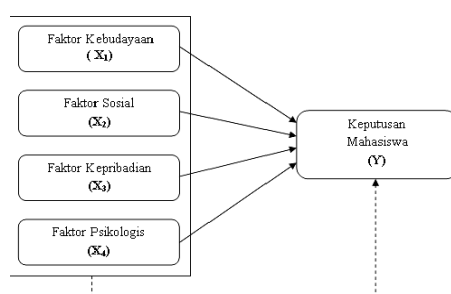 Faktor Kebudayaan
( X₁)
Faktor Sosial
(X₂)
Faktor Kepribadian
(X₃)
Faktor Psikologis
(X₄)
Keputusan
Mahasiswa
(Y)